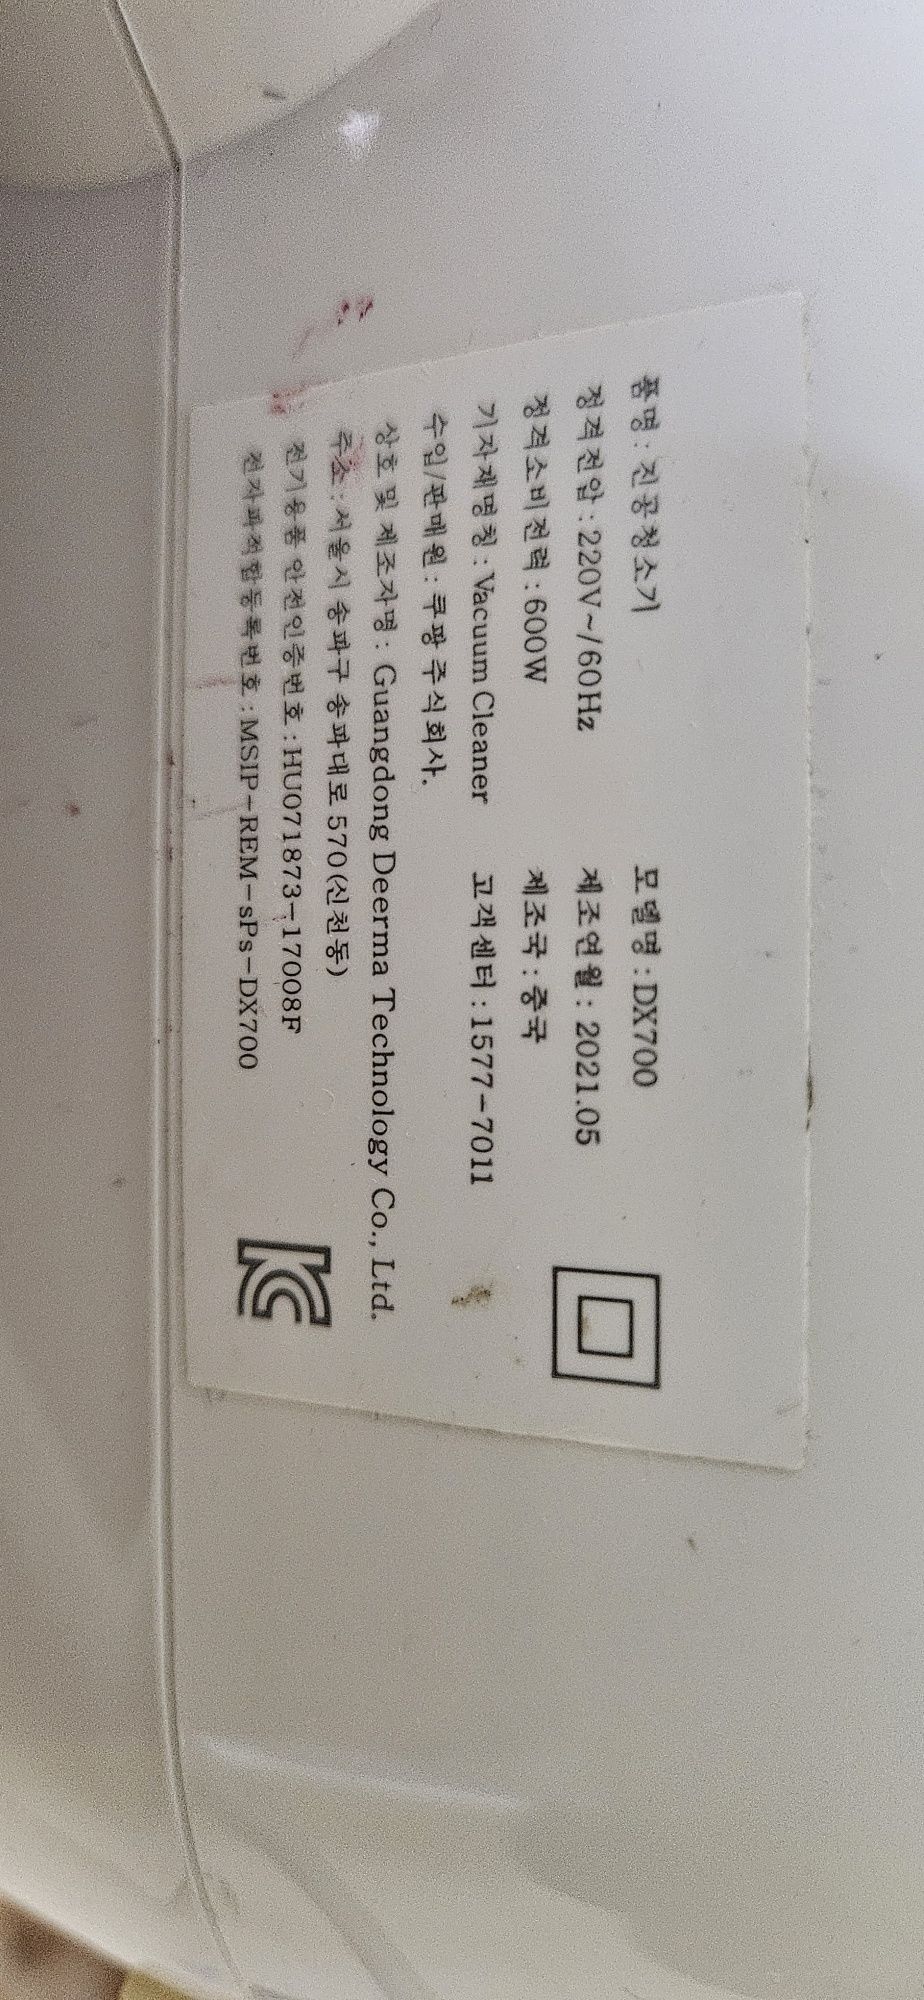 품명: 진공청소기 모델명 : DX700
정격전압 : 220V~/60Hz 제조연월 : 2021.05
정격소비전력 : 600W 제조국 : 중국
기자재명칭 : Vacuum Cleaner 고객센터 : 1577-7011
수입/판매원 : 쿠팡 주식회사.
상호 및 제조자명 : Guangdong Deerma Technology Co., Ltd.
주소 : 서울시 송파구 송파대로 570(신천동)
전기용품 안전인증번호 : HU071873-17008F
전자파적합등록번호 : MSIP-REM-sPs-DX700
KC